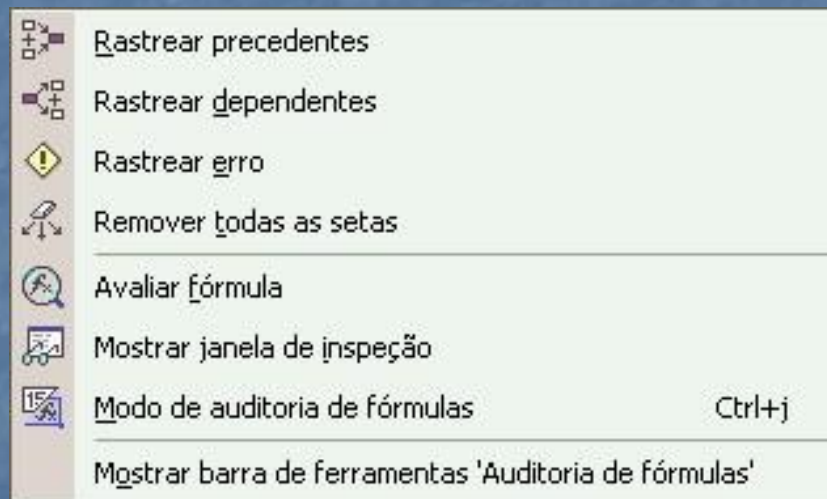 Rastrear precedentes
Rastrear dependentes
Rastrear erro
Remover todas as setas
Avaliar fórmula
Mostrar janela de inspeção
Modo de auditoria de fórmulas Ctrl+j
Mostrar barra de ferramentas 'Auditoria de fórmulas'